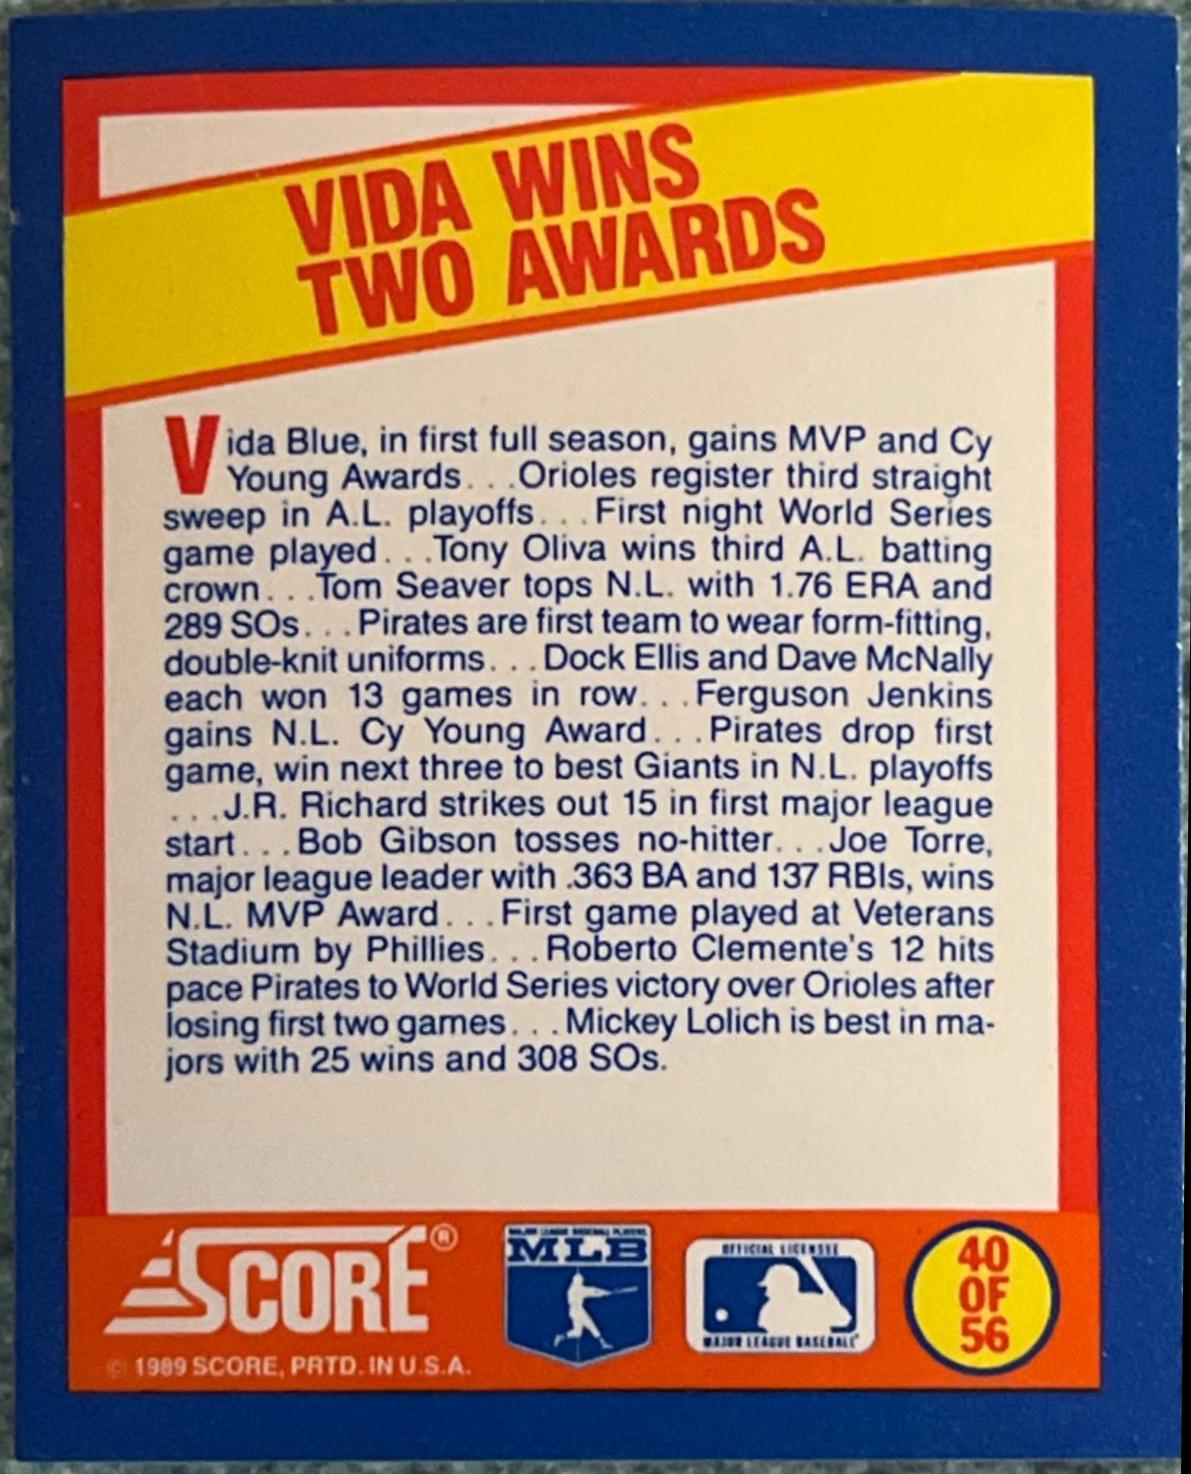 VIDA WINS
TWO AWARDS
Vida Blue, in first full season, gains MVP and Cy
Young Awards. . .Orioles register third straight
sweep in A.L. playoffs. . .First night World Series
game played. . .Tony Oliva wins third A.L. batting
crown. . .Tom Seaver tops N.L. with 1.76 ERA and
289 SOs. . .Pirates are first team to wear form-fitting,
double-knit uniforms. . .Dock Ellis and Dave McNally
each won 13 games in row. . .Ferguson Jenkins
gains N.L. Cy Young Award. . .Pirates drop first
game, win next three to best Giants in N.L. playoffs
. . .J.R. Richard strikes out 15 in first major league
start. . .Bob Gibson tosses no-hitter. . .Joe Torre,
major league leader with .363 BA and 137 RBIs, wins
N.L. MVP Award. . .First game played at Veterans
Stadium by Phillies. . .Roberto Clemente's 12 hits
pace Pirates to World Series victory over Orioles after
losing first two games. . .Mickey Lolich is best in ma-
jors with 25 wins and 308 SOs.
SCORE®
© 1989 SCORE, PRTD. IN U.S.A.
MAJOR LEAGUE BASEBALL PLAYERS
MLB
OFFICIAL LICENSEE
MAJOR LEAGUE BASEBALL
40
OF
56